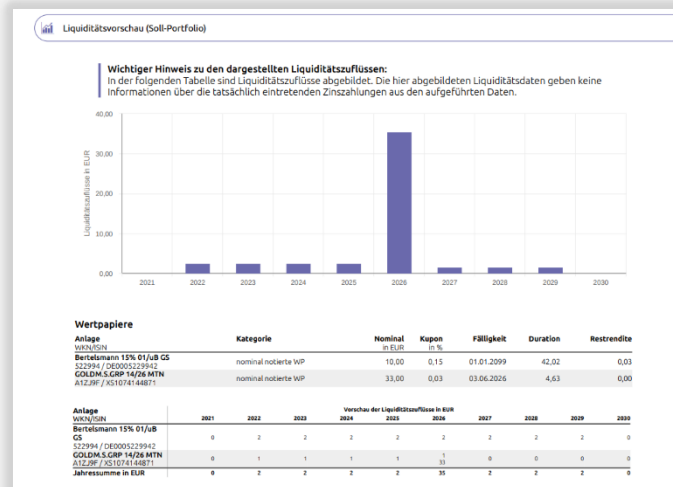 Liquiditätsvorschau (Soll-Portfolio)
Wichtiger Hinweis zu den dargestellten Liquiditätszuflüssen:
In der folgenden Tabelle sind Liquiditätszuflüsse abgebildet. Die hier abgebildeten Liquiditätsdaten geben keine
Informationen über die tatsächlich eintretenden Zinszahlungen aus den aufgeführten Daten.
Liquiditätszuflüsse in EUR
40,00
30,00
20,00
10,00
0,00
2021 2022 2023 2024 2025 2026 2027 2028 2029 2030
Wertpapiere
Anlage Kategorie Nominal Kupon Fälligkeit Duration Restrendite
WKN/ISIN in EUR in %
Bertelsmann 15% 01/uB GS
522994 / DE0005229942 nominal notierte WP 10,00 0,15 01.01.2099 42,02 0,03
GOLDM.S.GRP 14/26 MTN
A1ZJ9F / XS1074144871 nominal notierte WP 33,00 0,03 03.06.2026 4,63 0,00
Anlage Vorschau der Liquiditätszuflüsse in EUR
WKN/ISIN 2021 2022 2023 2024 2025 2026 2027 2028 2029 2030
Bertelsmann 15% 01/uB
GS 0 2 2 2 2 2 2 2 2 0
522994 / DE0005229942
GOLDM.S.GRP 14/26 MTN 0 1 1 1 1 1 0 0 0 0
A1ZJ9F / XS1074144871 33
Jahressumme in EUR 0 2 2 2 2 35 2 2 2 0